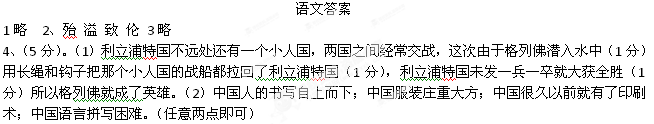 语文答案
1略 2、殆 溢 致 伦 3略
4、(5分)。(1)利立浦特国不远处还有一个小人国，两国之间经常交战，这次由于格列佛潜入水中（1分）
用长绳和钩子把那个小人国的战船都拉回了利立浦特国（1分），利立浦特国未发一兵一卒就大获全胜（1
分）所以格列佛就成了英雄。（2）中国人的书写自上而下；中国服装庄重大方；中国很久以前就有了印刷
术；中国语言拼写困难。（任意两点即可）